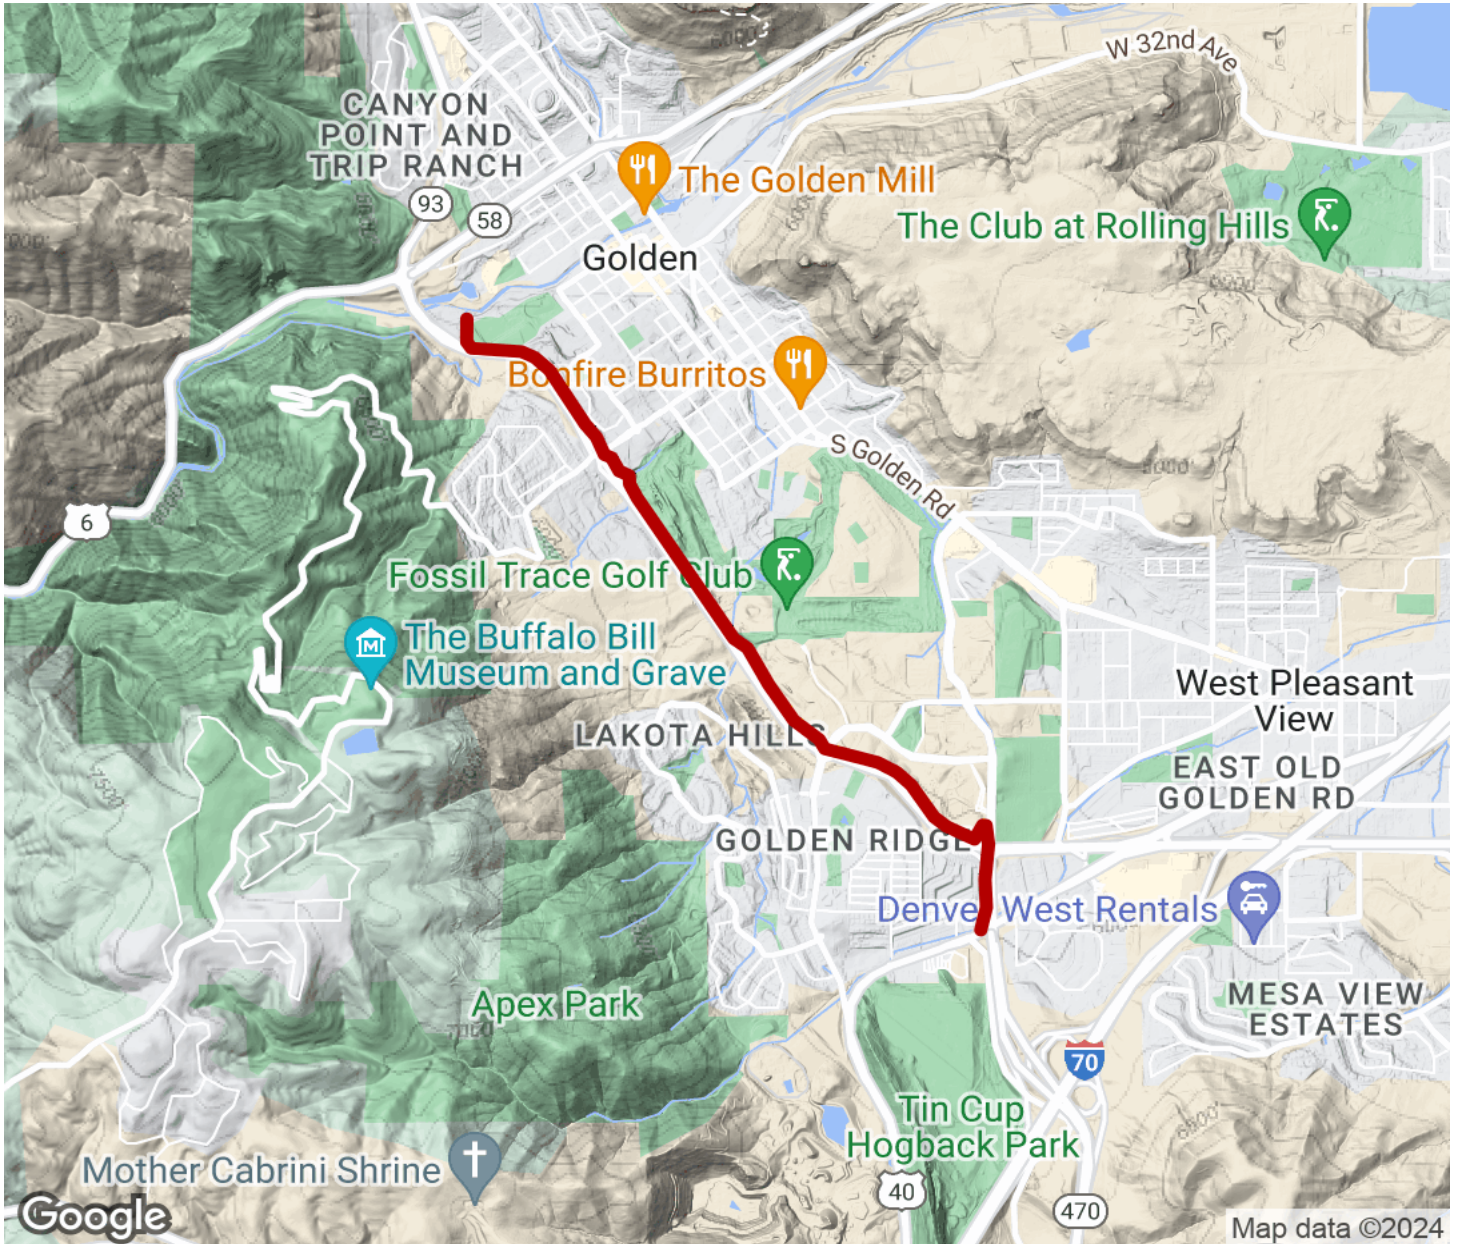 6000'
W 32nd Ave
CANYON
POINT AND
TRIP RANCH
The Golden Mill
93
58
The Club at Rolling Hills
Golden
Bonfire Burritos
S Golden Rd
6
Fossil Trace Golf Club
The Buffalo Bill
Museum and Grave
West Pleasant
View
LAKOTA HILLS
EAST OLD
GOLDEN RD
7500'
GOLDEN RIDGE
Denver West Rentals
MESA VIEW
ESTATES
Apex Park
70
Tin Cup
Hogback Park
Mother Cabrini Shrine
40
470
Google
Map data ©2024